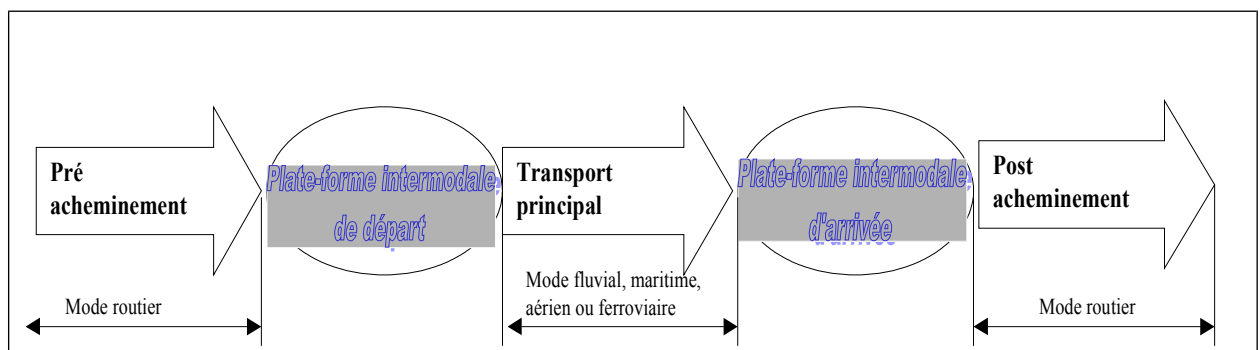 Pré
acheminement
Plate-forme intermodale
de départ
Transport
principal
Plate-forme intermodale
d'arrivée
Post
acheminement
Mode routier
Mode fluvial, maritime,
aérien ou ferroviaire
Mode routier